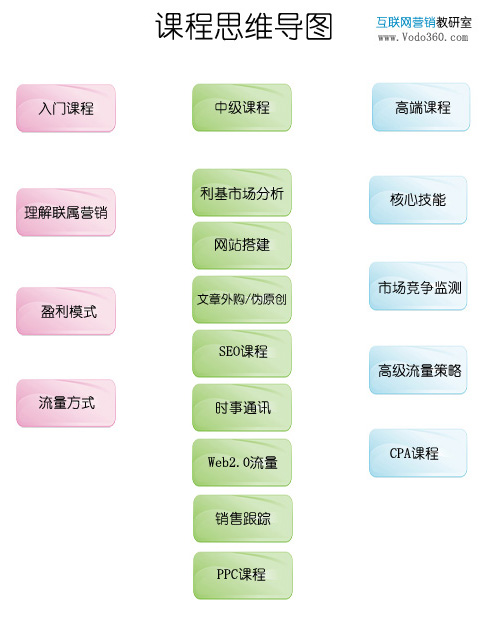 课程思维导图
互联网营销教研室
www.Vodo360.com
入门课程
理解联属营销
盈利模式
流量方式
中级课程
利基市场分析
网站搭建
文章外购/伪原创
SEO课程
时事通讯
Web2.0流量
销售跟踪
PPC课程
高端课程
核心技能
市场竞争监测
高级流量策略
CPA课程